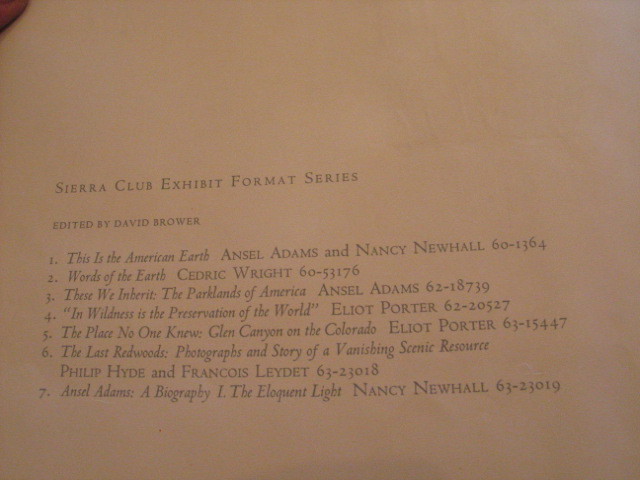 SIERRA CLUB EXHIBIT FORMAT SERIES
EDITED BY DAVID BROWER
1. This Is the American Earth ANSEL ADAMS and NANCY NEWHALL 60-1364
2. Words of the Earth CEDRIC WRIGHT 60-53176
3. These We Inherit: The Parklands of America ANSEL ADAMS 62-18739
4. "In Wildness is the Preservation of the World" ELIOT PORTER 62-20527
5. The Place No One Knew: Glen Canyon on the Colorado ELIOT PORTER 63-15447
6. The Last Redwoods: Photographs and Story of a Vanishing Scenic Resource
PHILIP HYDE and FRANCOIS LEYDET 63-23018
7. Ansel Adams: A Biography I. The Eloquent Light NANCY NEWHALL 63-23019